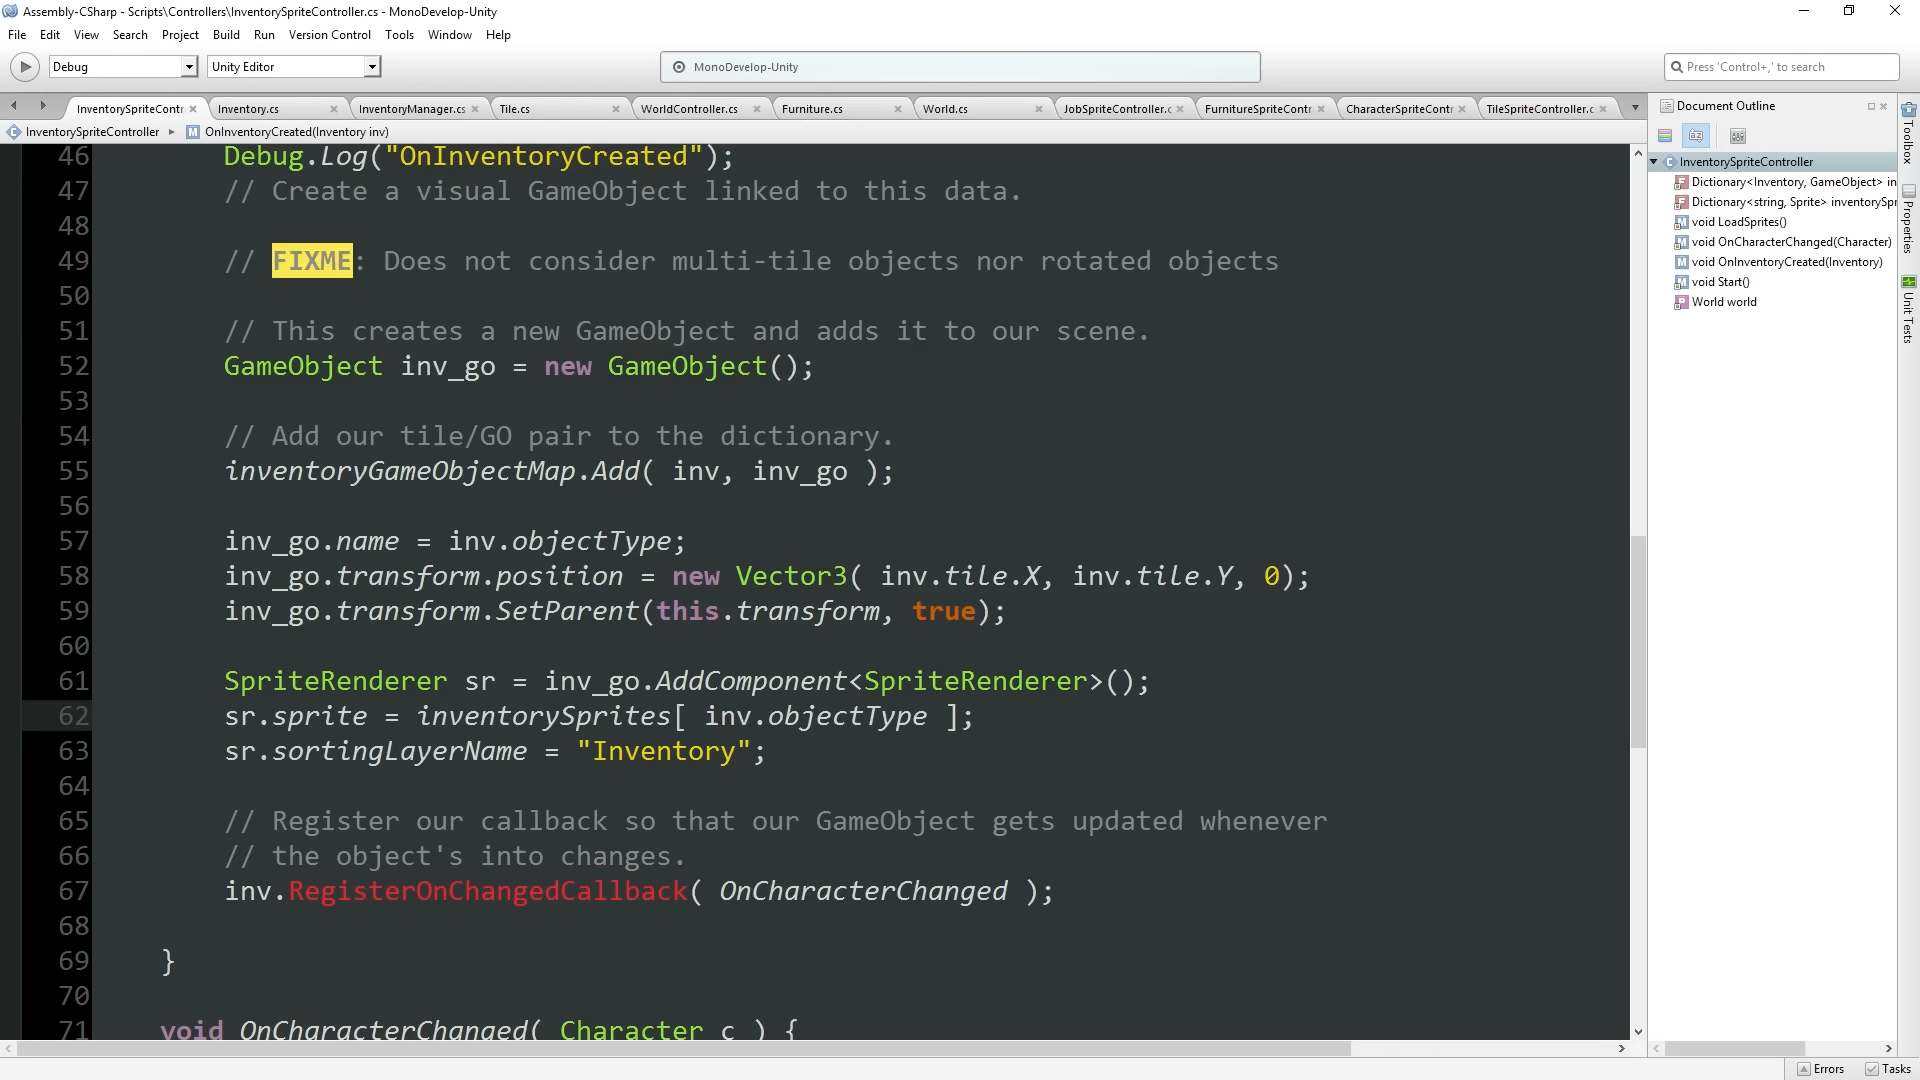 Assembly-CSharp - Scripts\Controllers\InventorySpriteController.cs - MonoDevelop-Unity
File Edit View Search Project Build Run Version Control Tools Window Help
Debug Unity Editor MonoDevelop-Unity Press 'Control+,' to search
InventorySpriteContr Inventory.cs InventoryManager.cs Tile.cs WorldController.cs Furniture.cs World.cs JobSpriteController.c FurnitureSpriteContr CharacterSpriteContr TileSpriteController.c
InventorySpriteController OnInventoryCreated(Inventory inv)
46 Debug.Log("OnInventoryCreated");
47 // Create a visual GameObject linked to this data.
48
49 // FIXME: Does not consider multi-tile objects nor rotated objects
50
51 // This creates a new GameObject and adds it to our scene.
52 GameObject inv_go = new GameObject();
53
54 // Add our tile/GO pair to the dictionary.
55 inventoryGameObjectMap.Add( inv, inv_go );
56
57 inv_go.name = inv.objectType;
58 inv_go.transform.position = new Vector3( inv.tile.X, inv.tile.Y, 0);
59 inv_go.transform.SetParent(this.transform, true);
60
61 SpriteRenderer sr = inv_go.AddComponent<SpriteRenderer>();
62 sr.sprite = inventorySprites[ inv.objectType ];
63 sr.sortingLayerName = "Inventory";
64
65 // Register our callback so that our GameObject gets updated whenever
66 // the object's into changes.
67 inv.RegisterOnChangedCallback( OnCharacterChanged );
68
69 }
70
71 void OnCharacterChanged( Character c ) {
Document Outline
InventorySpriteController
Dictionary<Inventory, GameObject> in
Dictionary<string, Sprite> inventorySpr
void LoadSprites()
void OnCharacterChanged(Character)
void OnInventoryCreated(Inventory)
void Start()
World world
Toolbox
Properties
Unit Tests
Errors Tasks